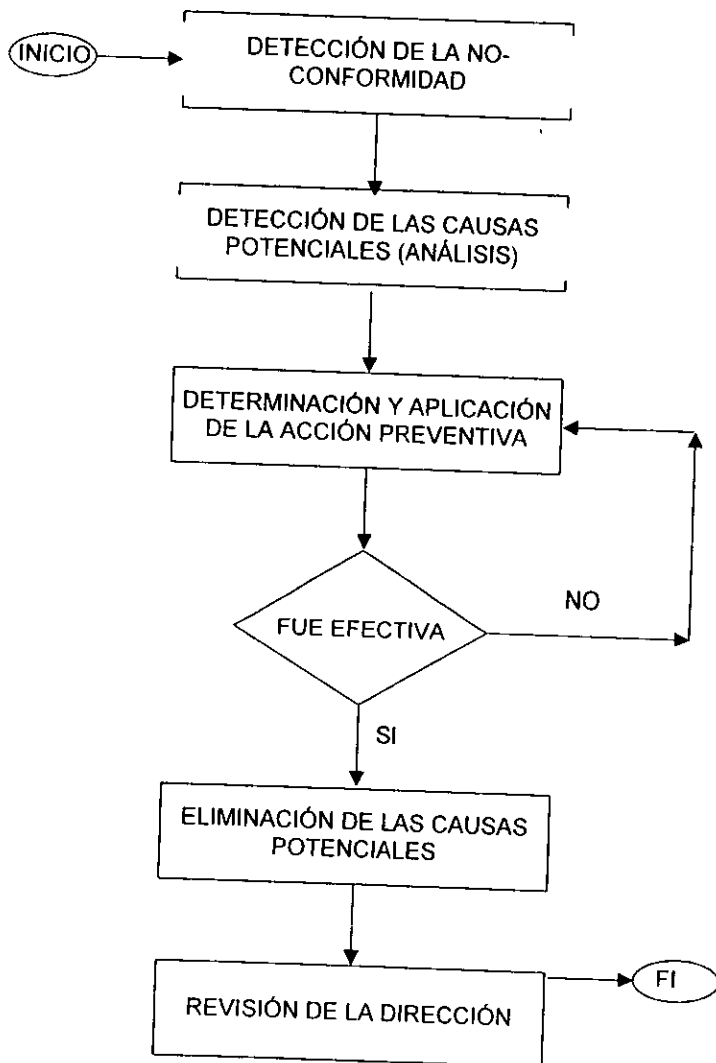 INICIO
DETECCIÓN DE LA NO-
CONFORMIDAD
DETECCIÓN DE LAS CAUSAS
POTENCIALES (ANÁLISIS)
DETERMINACIÓN Y APLICACIÓN
DE LA ACCIÓN PREVENTIVA
FUE EFECTIVA
NO
SI
ELIMINACIÓN DE LAS CAUSAS
POTENCIALES
REVISIÓN DE LA DIRECCIÓN
FI